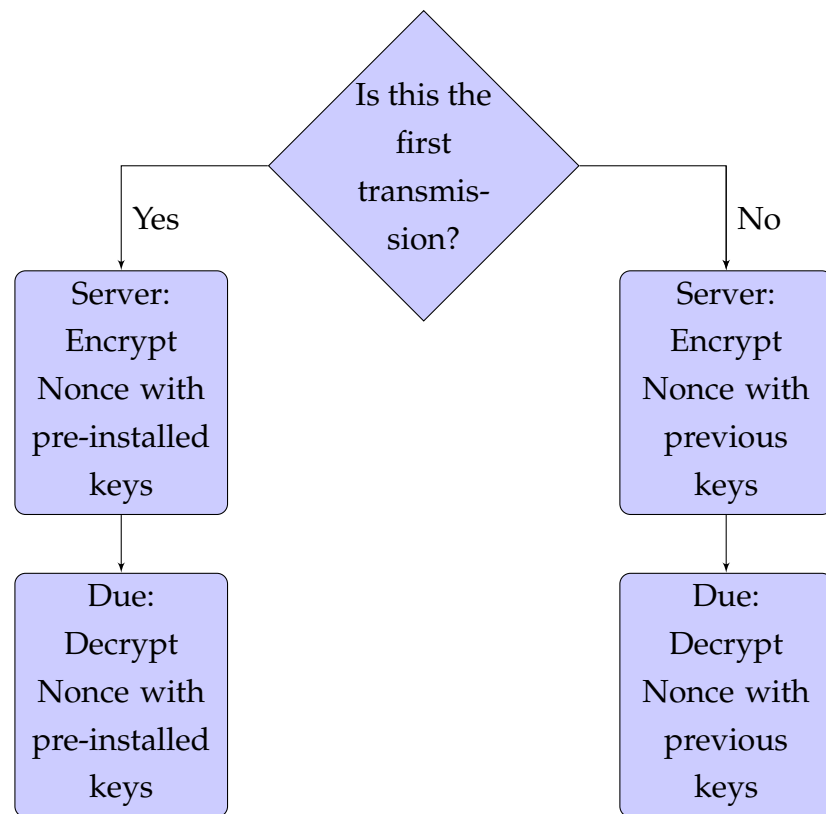 Is this the
first
transmis-
sion?
Yes
No
Server:
Encrypt
Nonce with
pre-installed
keys
Server:
Encrypt
Nonce with
previous
keys
Due:
Decrypt
Nonce with
pre-installed
keys
Due:
Decrypt
Nonce with
previous
keys